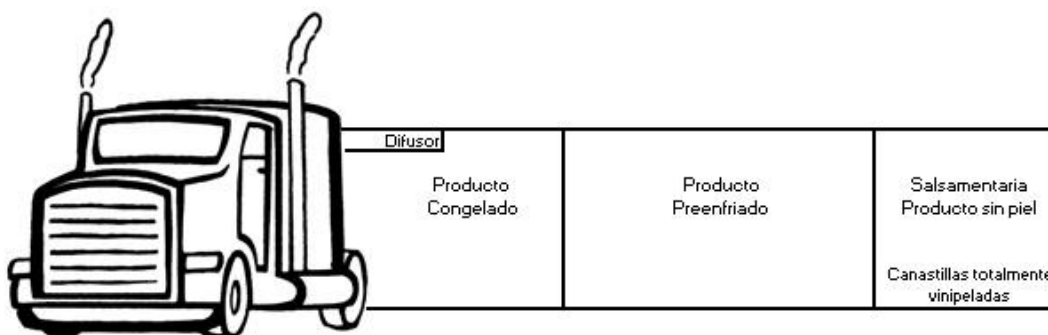 Difusor
Producto
Congelado
Producto
Preenfriado
Salsamentaria
Producto sin piel
Canastillas totalmente
vinipeladas